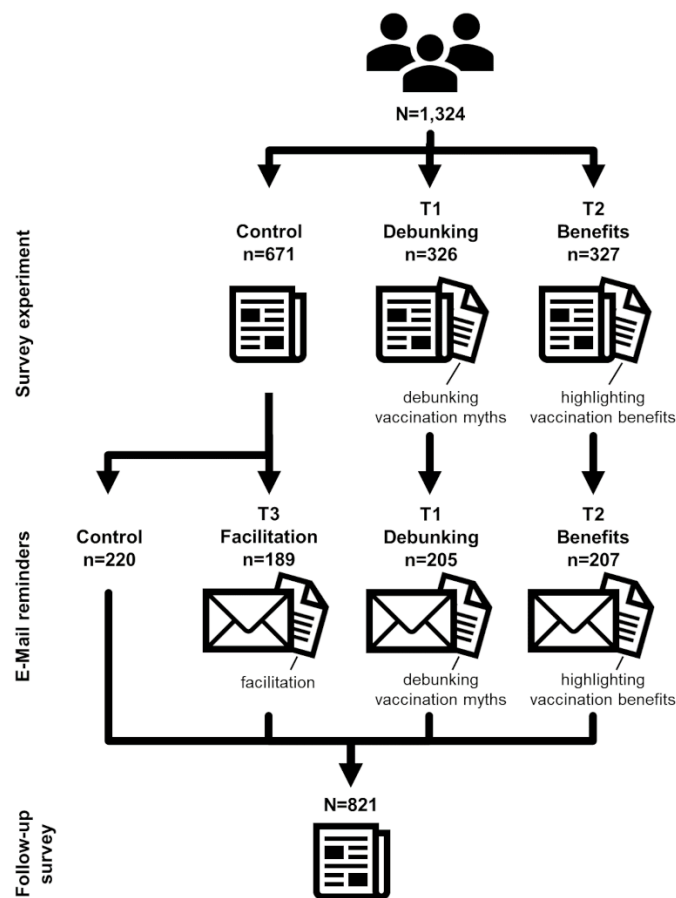 N=1,324
Survey experiment
Control
n=671
T1
Debunking
n=326
T2
Benefits
n=327
debunking
vaccination myths
highlighting
vaccination benefits
E-Mail reminders
Control
n=220
T3
Facilitation
n=189
T1
Debunking
n=205
T2
Benefits
n=207
facilitation
debunking
vaccination myths
highlighting
vaccination benefits
Follow-up
survey
N=821